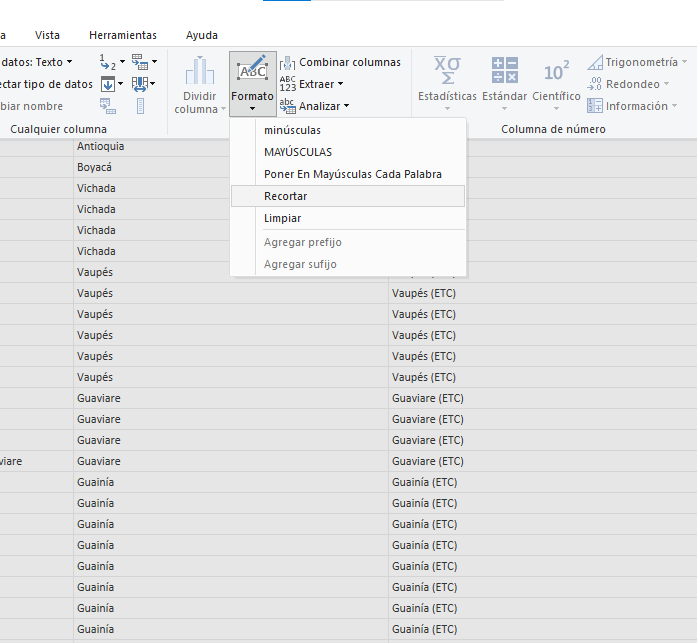 a Vista Herramientas Ayuda
datos: Texto
ectar tipo de datos
biar nombre
Cualquier columna
Dividir columna
Formato
Combinar columnas
ABC 123 Extraer
abc Analizar
Estadísticas
Estándar
10² Científico
Trigonometría
.00 Redondeo
Información
Columna de número
minúsculas
MAYÚSCULAS
Poner En Mayúsculas Cada Palabra
Recortar
Limpiar
Agregar prefijo
Agregar sufijo
Antioquia
Boyacá
Vichada
Vichada
Vichada
Vichada
Vaupés
Vaupés Vaupés (ETC)
Vaupés Vaupés (ETC)
Vaupés Vaupés (ETC)
Vaupés Vaupés (ETC)
Vaupés Vaupés (ETC)
Guaviare Guaviare (ETC)
Guaviare Guaviare (ETC)
Guaviare Guaviare (ETC)
viare Guaviare Guaviare (ETC)
Guainía Guainía (ETC)
Guainía Guainía (ETC)
Guainía Guainía (ETC)
Guainía Guainía (ETC)
Guainía Guainía (ETC)
Guainía Guainía (ETC)
Guainía Guainía (ETC)
Guainía Guainía (ETC)